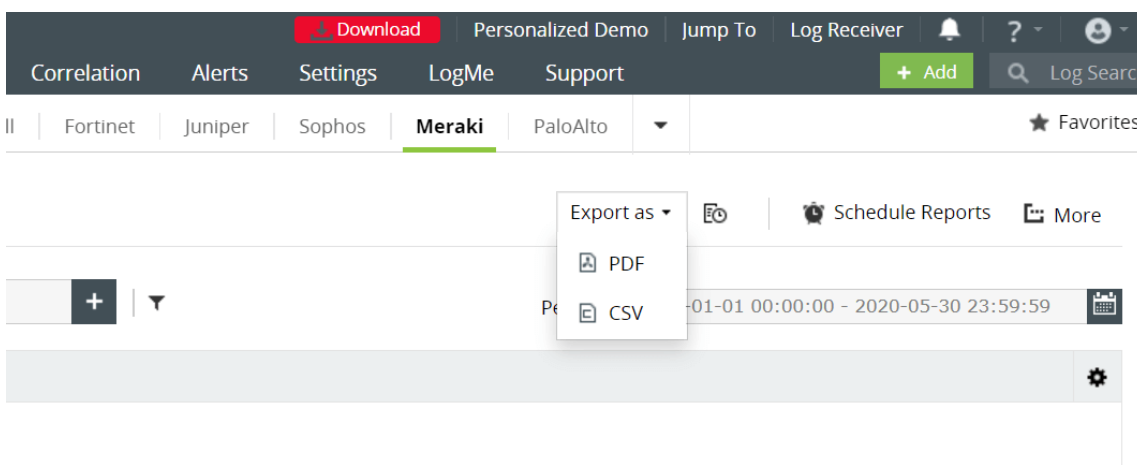 Download Personalized Demo Jump To Log Receiver ?
Correlation Alerts Settings LogMe Support + Add Log Searc
ll Fortinet Juniper Sophos Meraki PaloAlto Favorites
Export as Schedule Reports More
PDF
+ Pe -01-01 00:00:00 - 2020-05-30 23:59:59
CSV